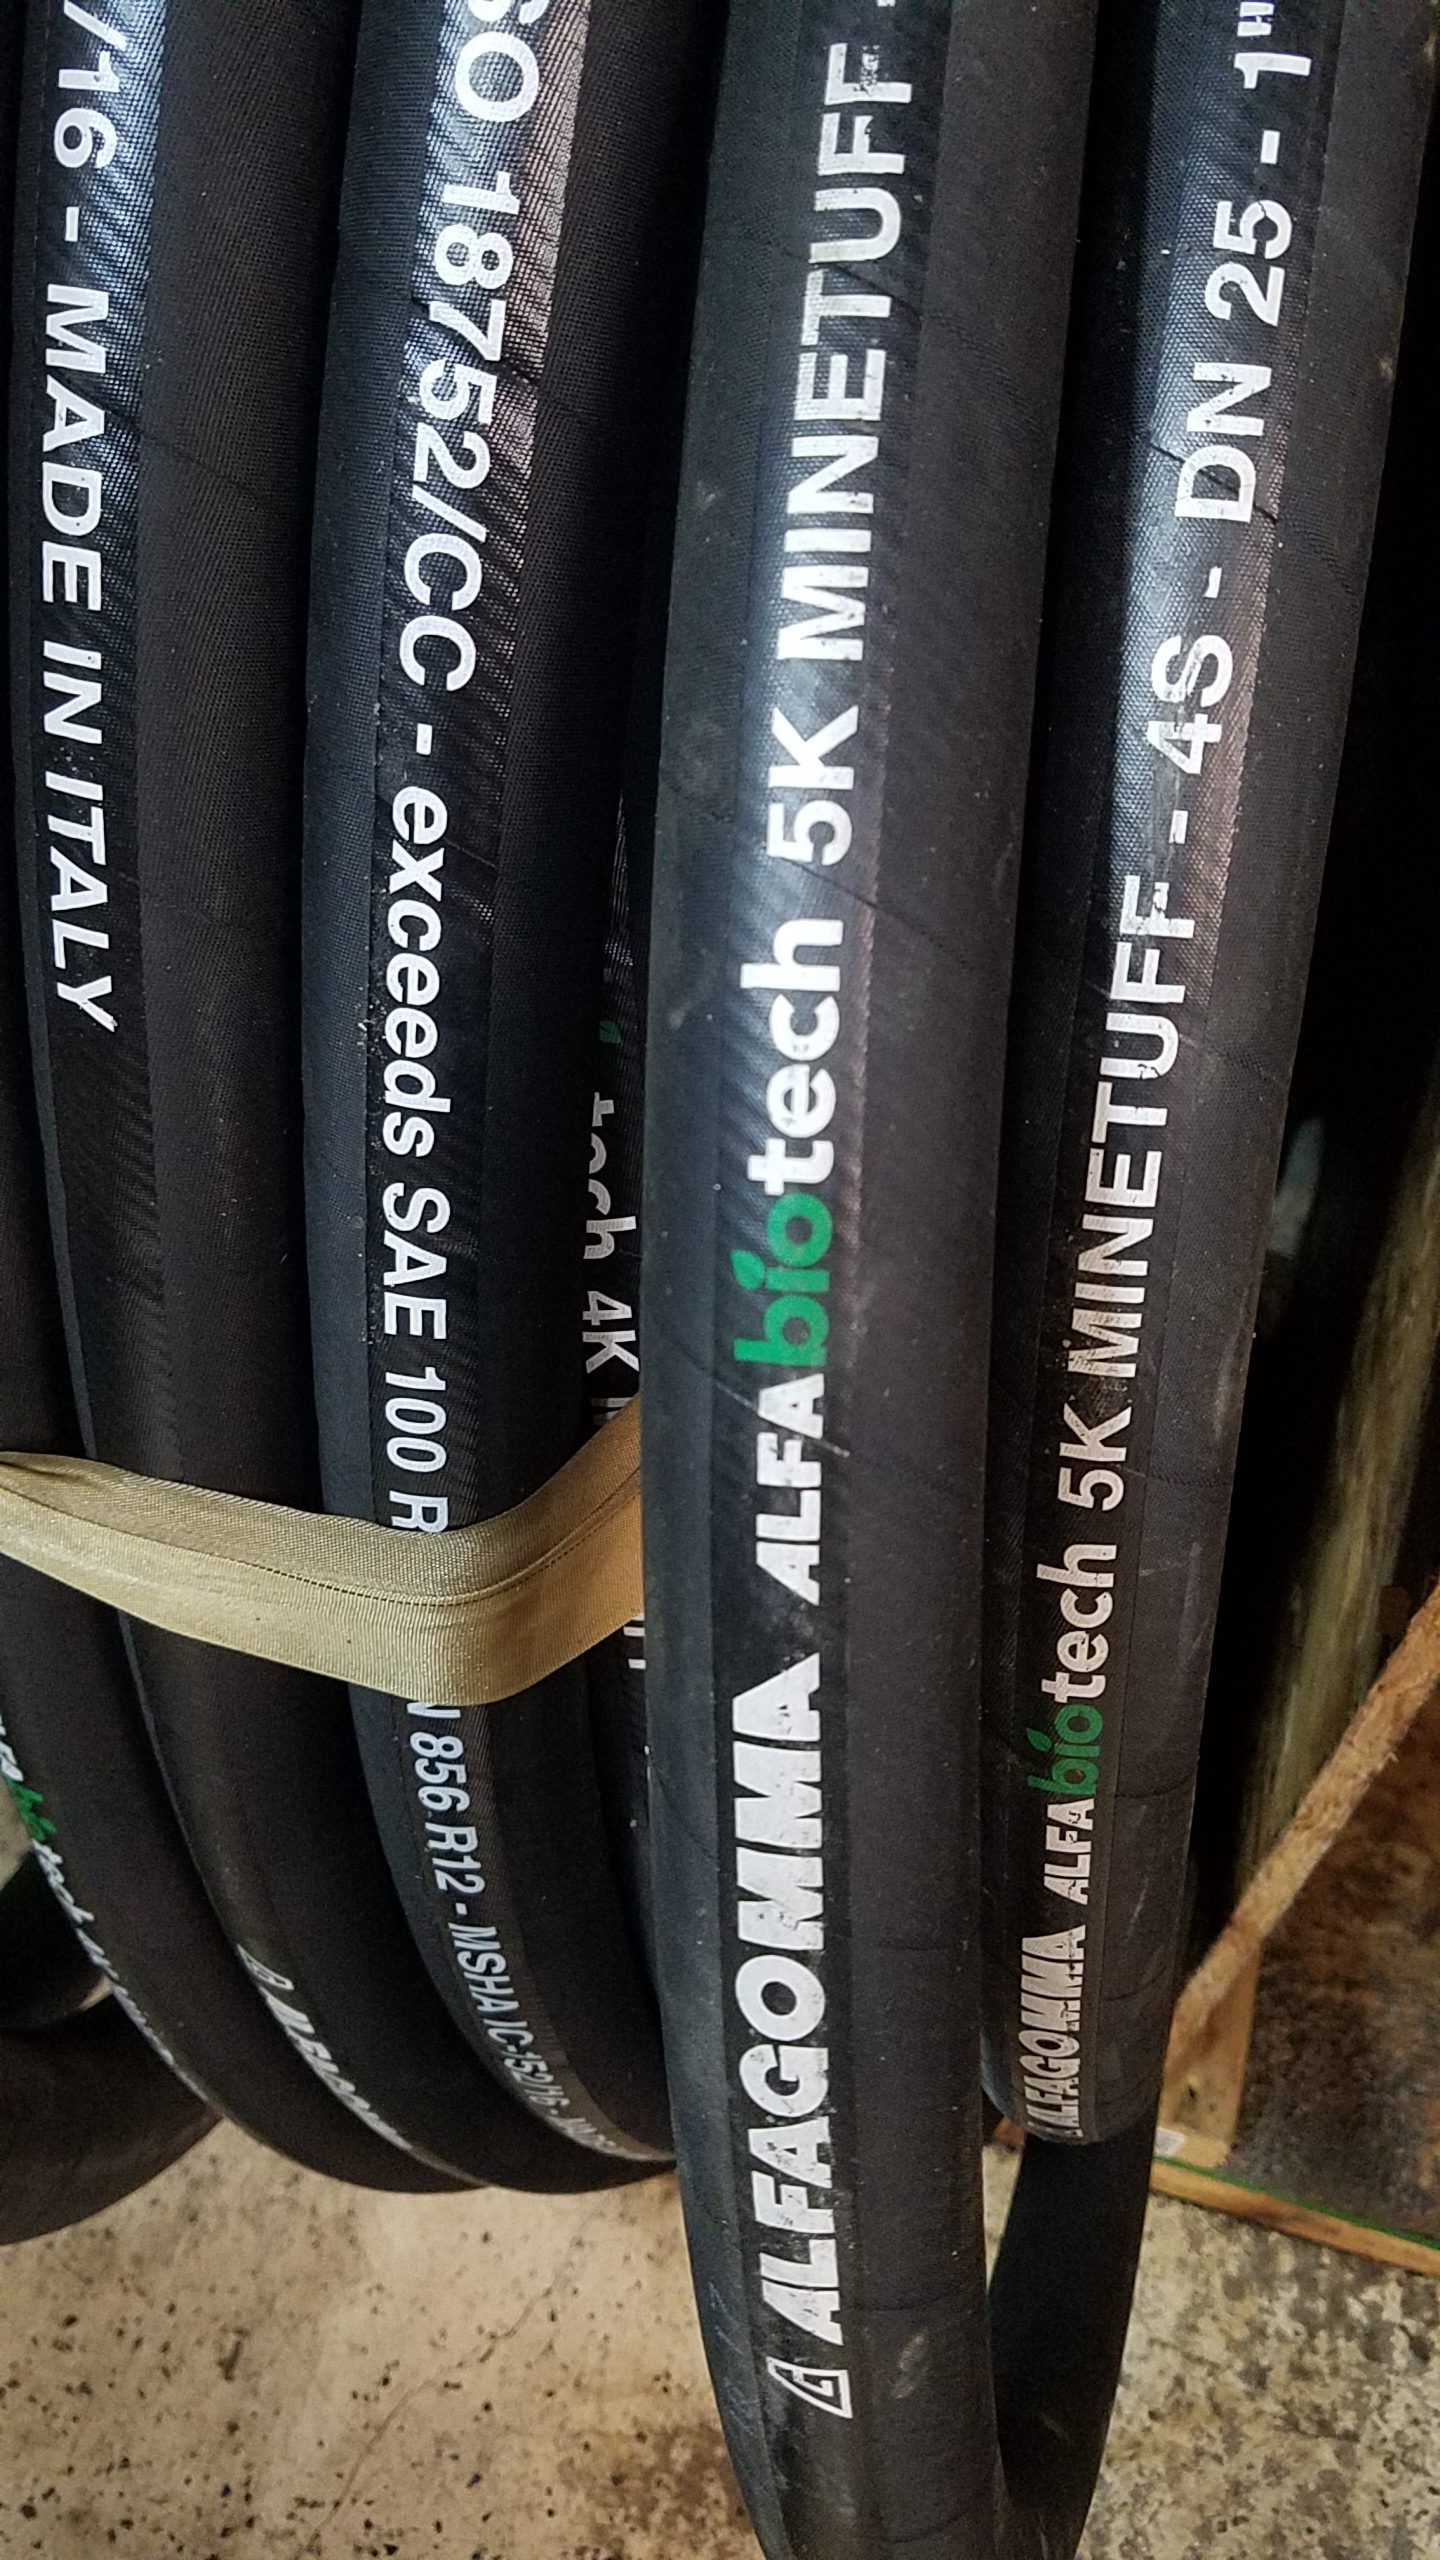 /16 - MADE IN ITALY
SO 18752/CC - exceeds SAE 100 R
N 856 R12 - MSHA IC-152/16
tech 4K
ALFAGOMMA ALFAbiotech 5K MINETUFF -
ALFAGOMMA ALFAbiotech 5K MINETUFF - 4S - DN 25 - 1"
tech